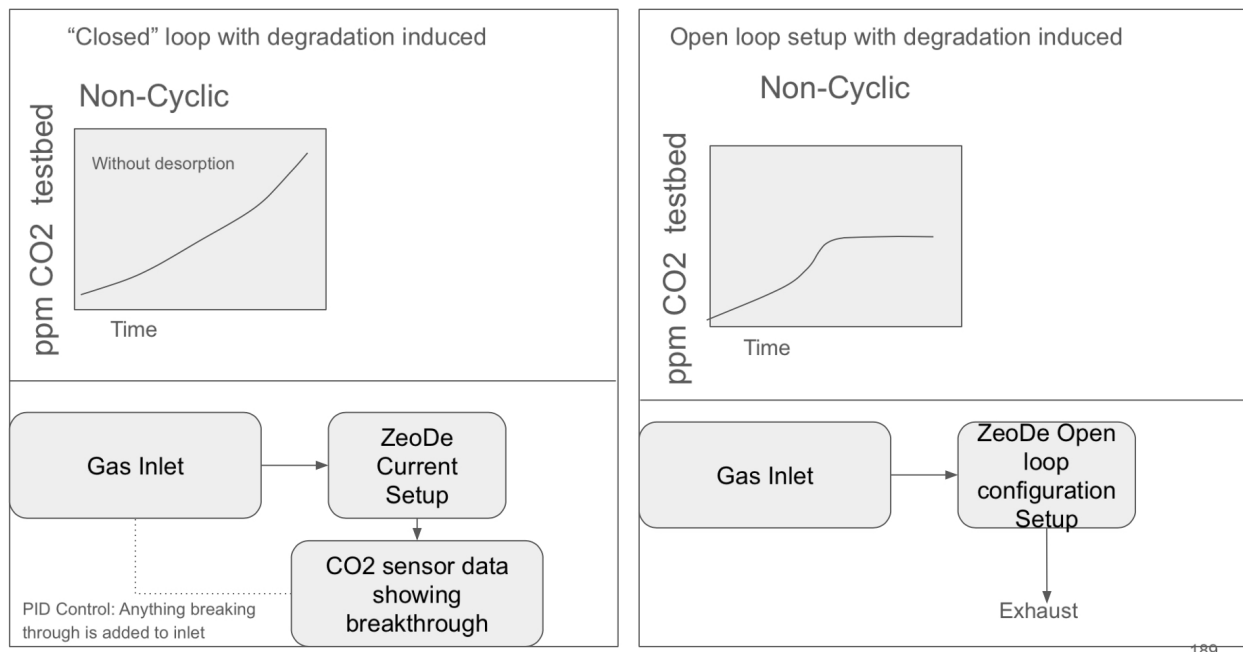 “Closed” loop with degradation induced
Non-Cyclic
ppm CO2 testbed
Without desorption
Time
Gas Inlet
ZeoDe
Current
Setup
CO2 sensor data
showing
breakthrough
PID Control: Anything breaking
through is added to inlet
Open loop setup with degradation induced
Non-Cyclic
ppm CO2 testbed
Time
Gas Inlet
ZeoDe Open
loop
configuration
Setup
Exhaust
189